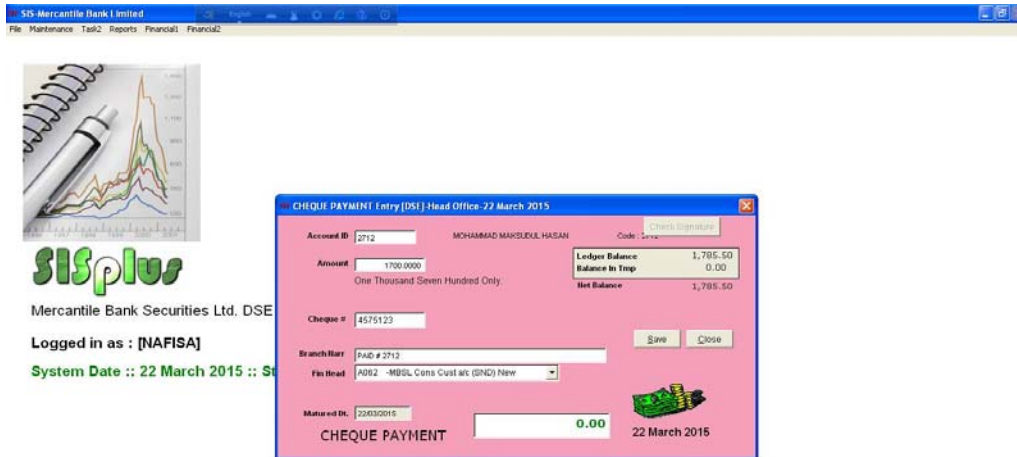 SIS-Mercantile Bank Limited
English
File Maintenance Task2 Reports Financial1 Financial2
SISplus
Mercantile Bank Securities Ltd. DSE
Logged in as : [NAFISA]
System Date :: 22 March 2015 :: St
CHEQUE PAYMENT Entry [DSE]-Head Office-22 March 2015
Check Signature
Account ID 2712 MOHAMMAD MAKSUDUL HASAN Code :
Amount 1700.0000
One Thousand Seven Hundred Only.
Ledger Balance 1,785.50
Balance In Tmp 0.00
Net Balance 1,785.50
Cheque # 4575123
Save Close
Branch Narr PAID # 2712
Fin Head A062 -MBSL Cons Cust a/c (SND) New
Matured Dt. 22/03/2015
0.00
CHEQUE PAYMENT
22 March 2015